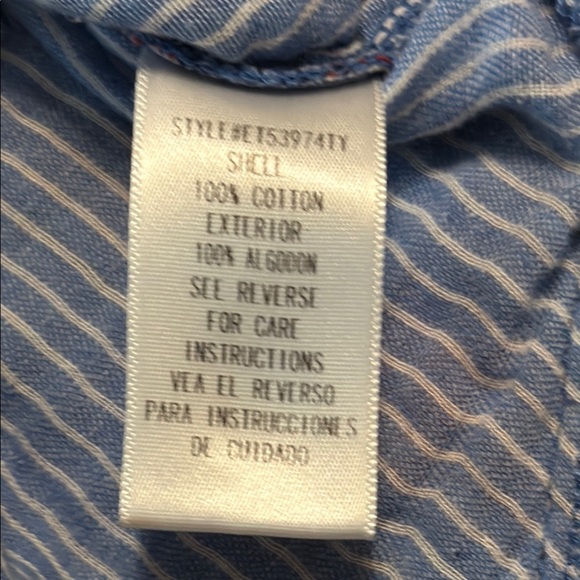 STYLE#ET53974TY
SHELL
100% COTTON
EXTERIOR
100% ALGODON
SEE REVERSE
FOR CARE
INSTRUCTIONS
VEA EL REVERSO
PARA INSTRUCCIONES
DE CUIDADO